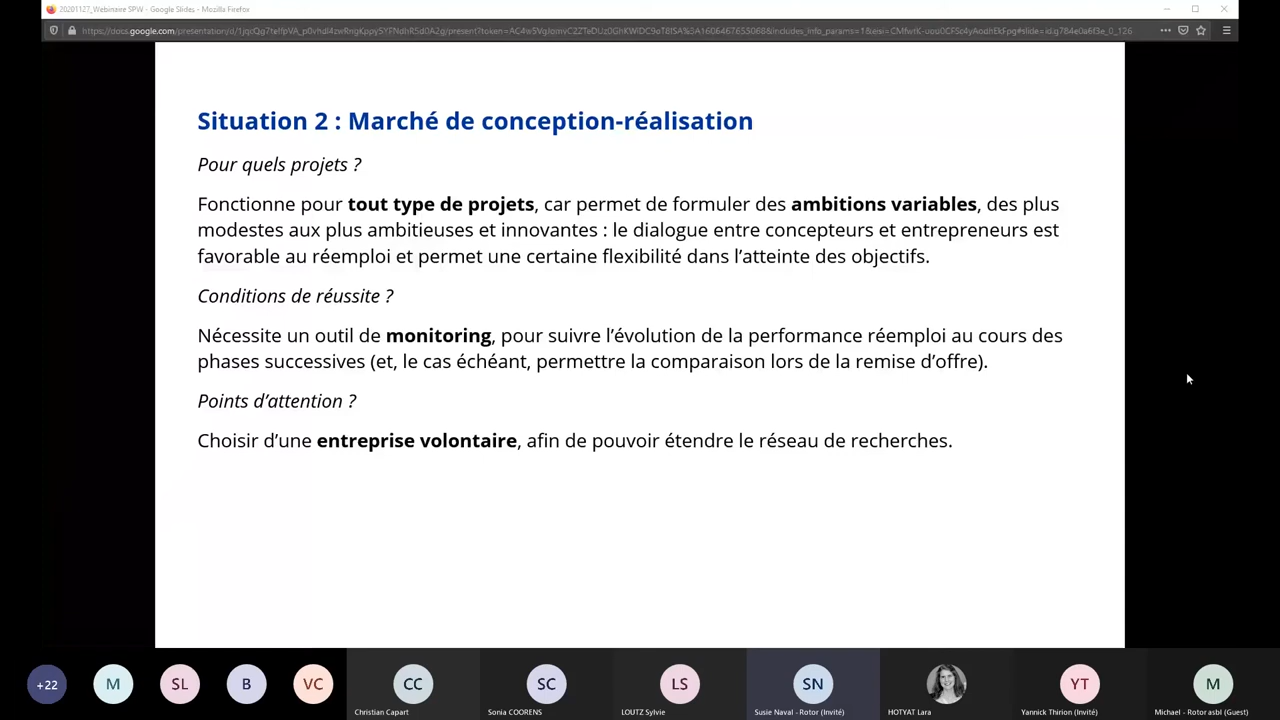 20201127_Webinaire SPW - Google Slides - Mozilla Firefox
Situation 2 : Marché de conception-réalisation
Pour quels projets ?
Fonctionne pour tout type de projets, car permet de formuler des ambitions variables, des plus
modestes aux plus ambitieuses et innovantes : le dialogue entre concepteurs et entrepreneurs est
favorable au réemploi et permet une certaine flexibilité dans l’atteinte des objectifs.
Conditions de réussite ?
Nécessite un outil de monitoring, pour suivre l’évolution de la performance réemploi au cours des
phases successives (et, le cas échéant, permettre la comparaison lors de la remise d’offre).
Points d’attention ?
Choisir d’une entreprise volontaire, afin de pouvoir étendre le réseau de recherches.
+22
M
SL
B
VC
CC
SC
LS
SN
YT
M
Christian Capart
Sonia COORENS
LOUTZ Sylvie
Susie Naval - Rotor (Invité)
HOTYAT Lara
Yannick Thirion (Invité)
Michael - Rotor asbl (Guest)